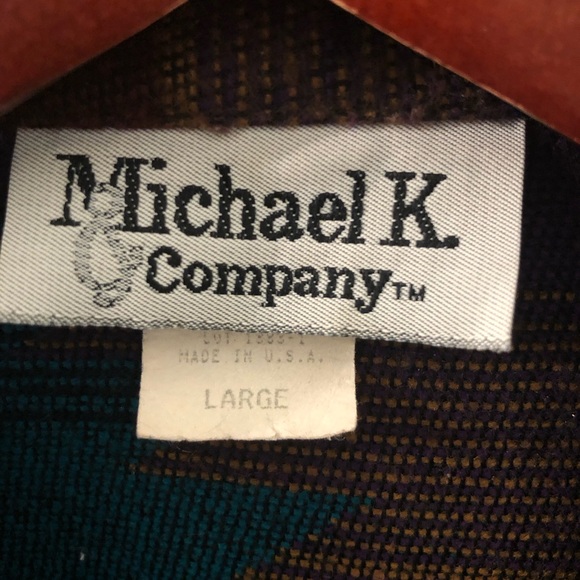 Michael K.
& Company™
MADE IN U.S.A.
LARGE